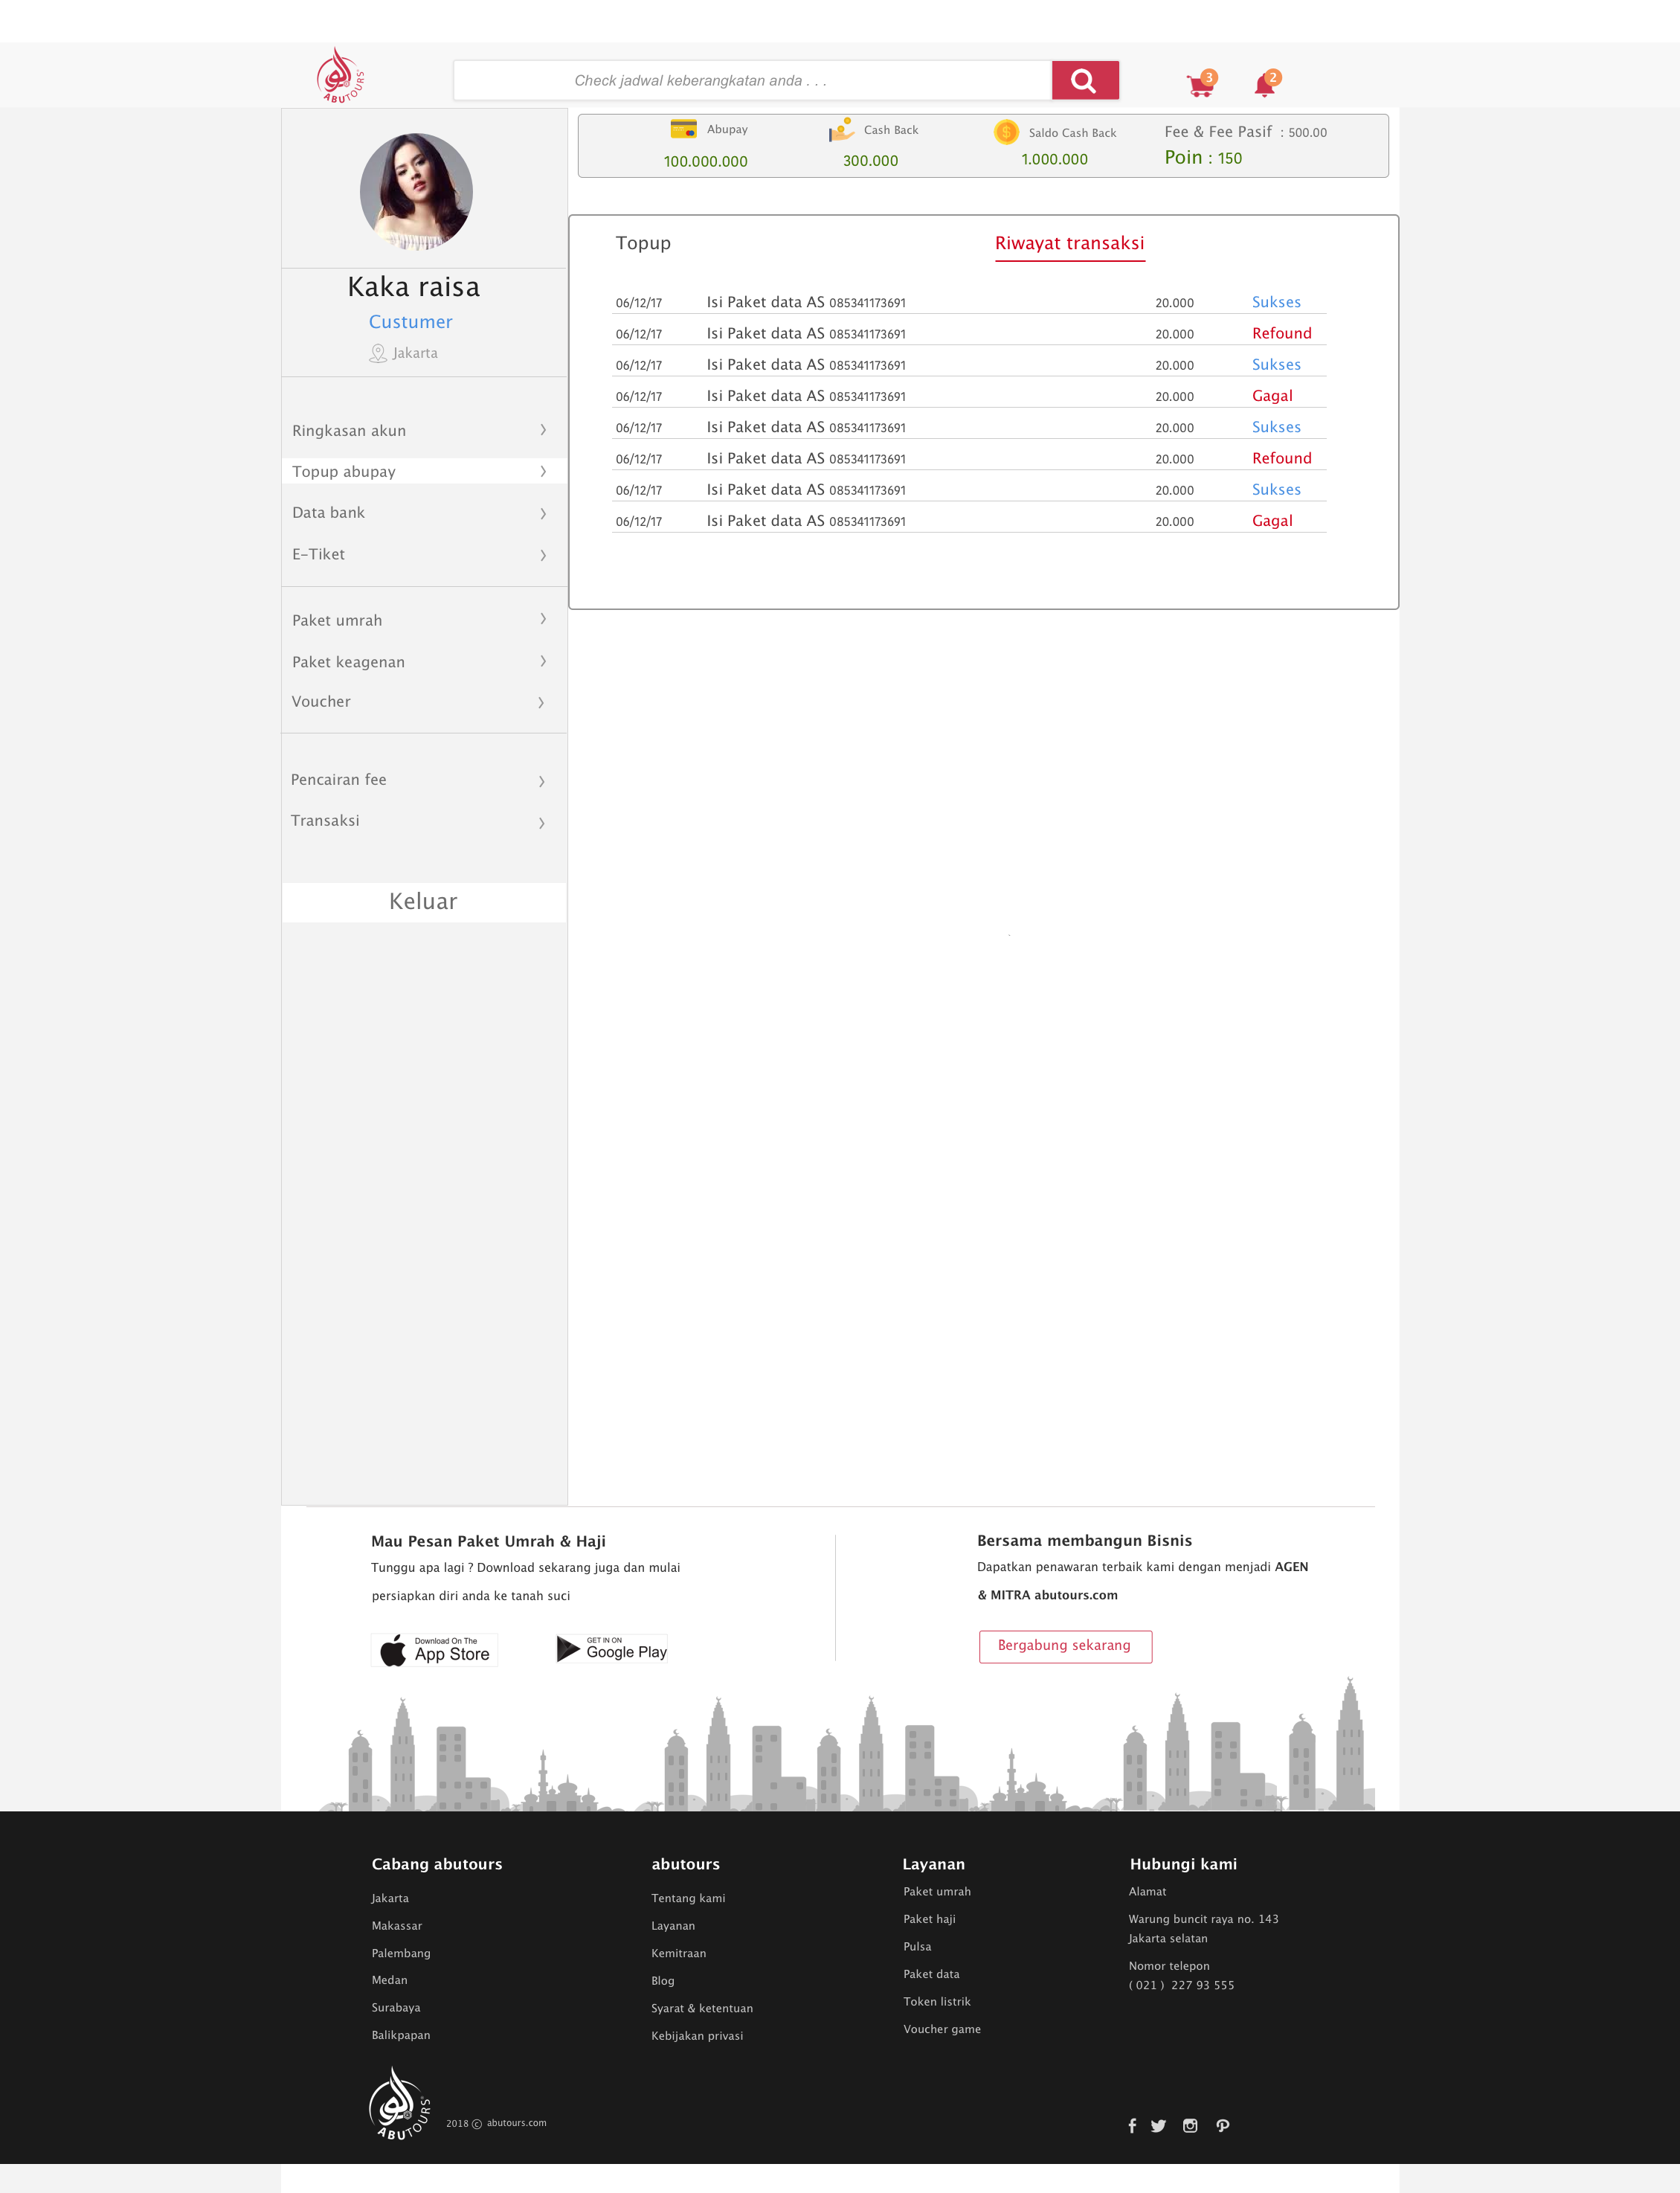 ABUTOURS
Check jadwal keberangkatan anda . . .
3
2
Abupay
100.000.000
Cash Back
300.000
Saldo Cash Back
1.000.000
Fee & Fee Pasif : 500.00
Poin : 150
Kaka raisa
Custumer
Jakarta
Ringkasan akun
Topup abupay
Data bank
E-Tiket
Paket umrah
Paket keagenan
Voucher
Pencairan fee
Transaksi
Keluar
Topup
Riwayat transaksi
06/12/17 Isi Paket data AS 085341173691 20.000 Sukses
06/12/17 Isi Paket data AS 085341173691 20.000 Refound
06/12/17 Isi Paket data AS 085341173691 20.000 Sukses
06/12/17 Isi Paket data AS 085341173691 20.000 Gagal
06/12/17 Isi Paket data AS 085341173691 20.000 Sukses
06/12/17 Isi Paket data AS 085341173691 20.000 Refound
06/12/17 Isi Paket data AS 085341173691 20.000 Sukses
06/12/17 Isi Paket data AS 085341173691 20.000 Gagal
Mau Pesan Paket Umrah & Haji
Tunggu apa lagi ? Download sekarang juga dan mulai
persiapkan diri anda ke tanah suci
Download On The
App Store
GET IN ON
Google Play
Bersama membangun Bisnis
Dapatkan penawaran terbaik kami dengan menjadi AGEN
& MITRA abutours.com
Bergabung sekarang
Cabang abutours
Jakarta
Makassar
Palembang
Medan
Surabaya
Balikpapan
abutours
Tentang kami
Layanan
Kemitraan
Blog
Syarat & ketentuan
Kebijakan privasi
Layanan
Paket umrah
Paket haji
Pulsa
Paket data
Token listrik
Voucher game
Hubungi kami
Alamat
Warung buncit raya no. 143
Jakarta selatan
Nomor telepon
( 021 ) 227 93 555
ABUTOURS
2018 © abutours.com